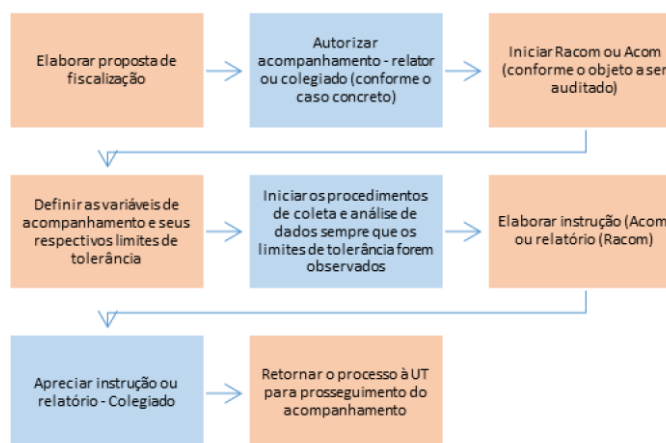 Elaborar proposta de
fiscalização
Autorizar
acompanhamento - relator
ou colegiado (conforme o
caso concreto)
Iniciar Racom ou Acom
(conforme o objeto a ser
auditado)
Definir as variáveis de
acompanhamento e seus
respectivos limites de
tolerância
Iniciar os procedimentos
de coleta e análise de
dados sempre que os
limites de tolerância forem
observados
Elaborar instrução (Acom
ou relatório (Racom)
Apreciar instrução ou
relatório - Colegiado
Retornar o processo à UT
para prosseguimento do
acompanhamento